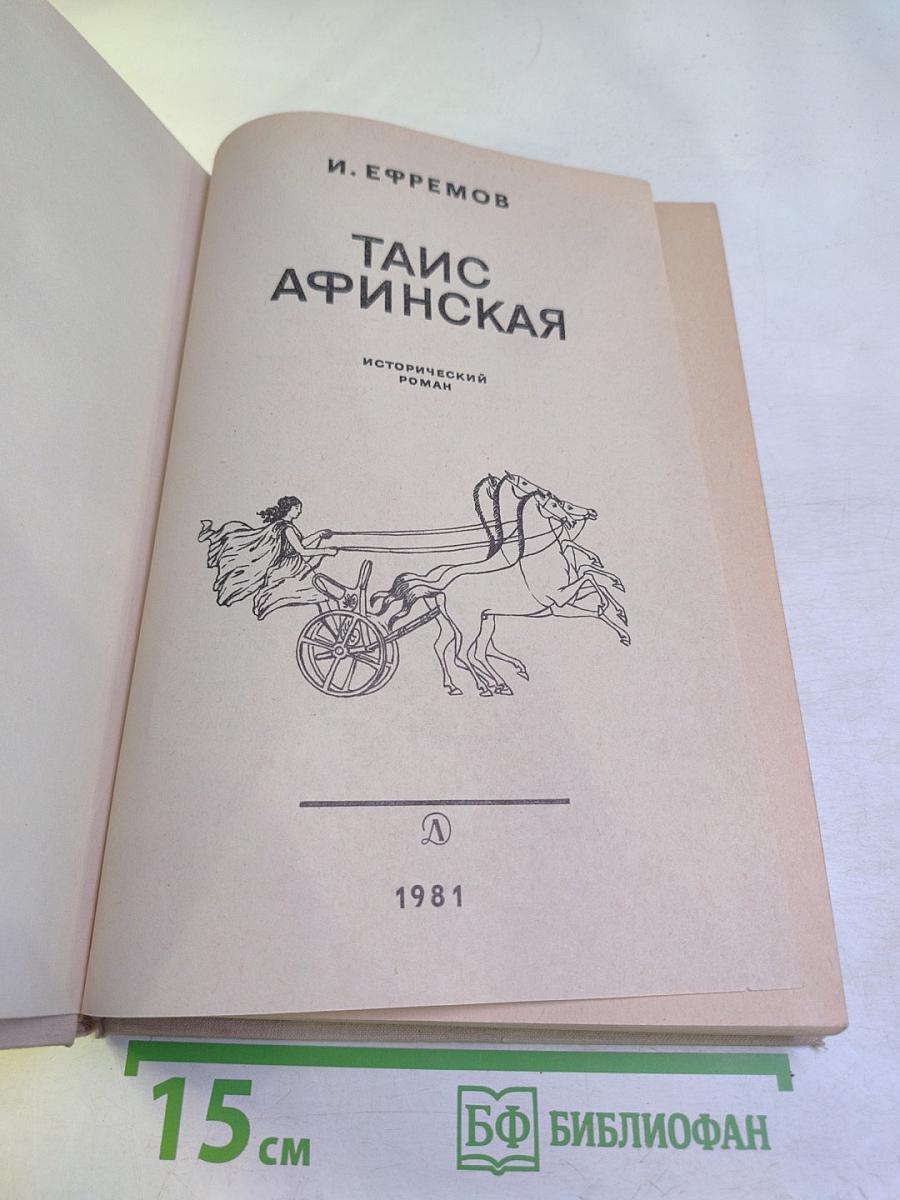 И. ЕФРЕМОВ
ТАИС
АФИНСКАЯ
ИСТОРИЧЕСКИЙ
РОМАН
Д
1981
15 см
БФ БИБЛИОФАН